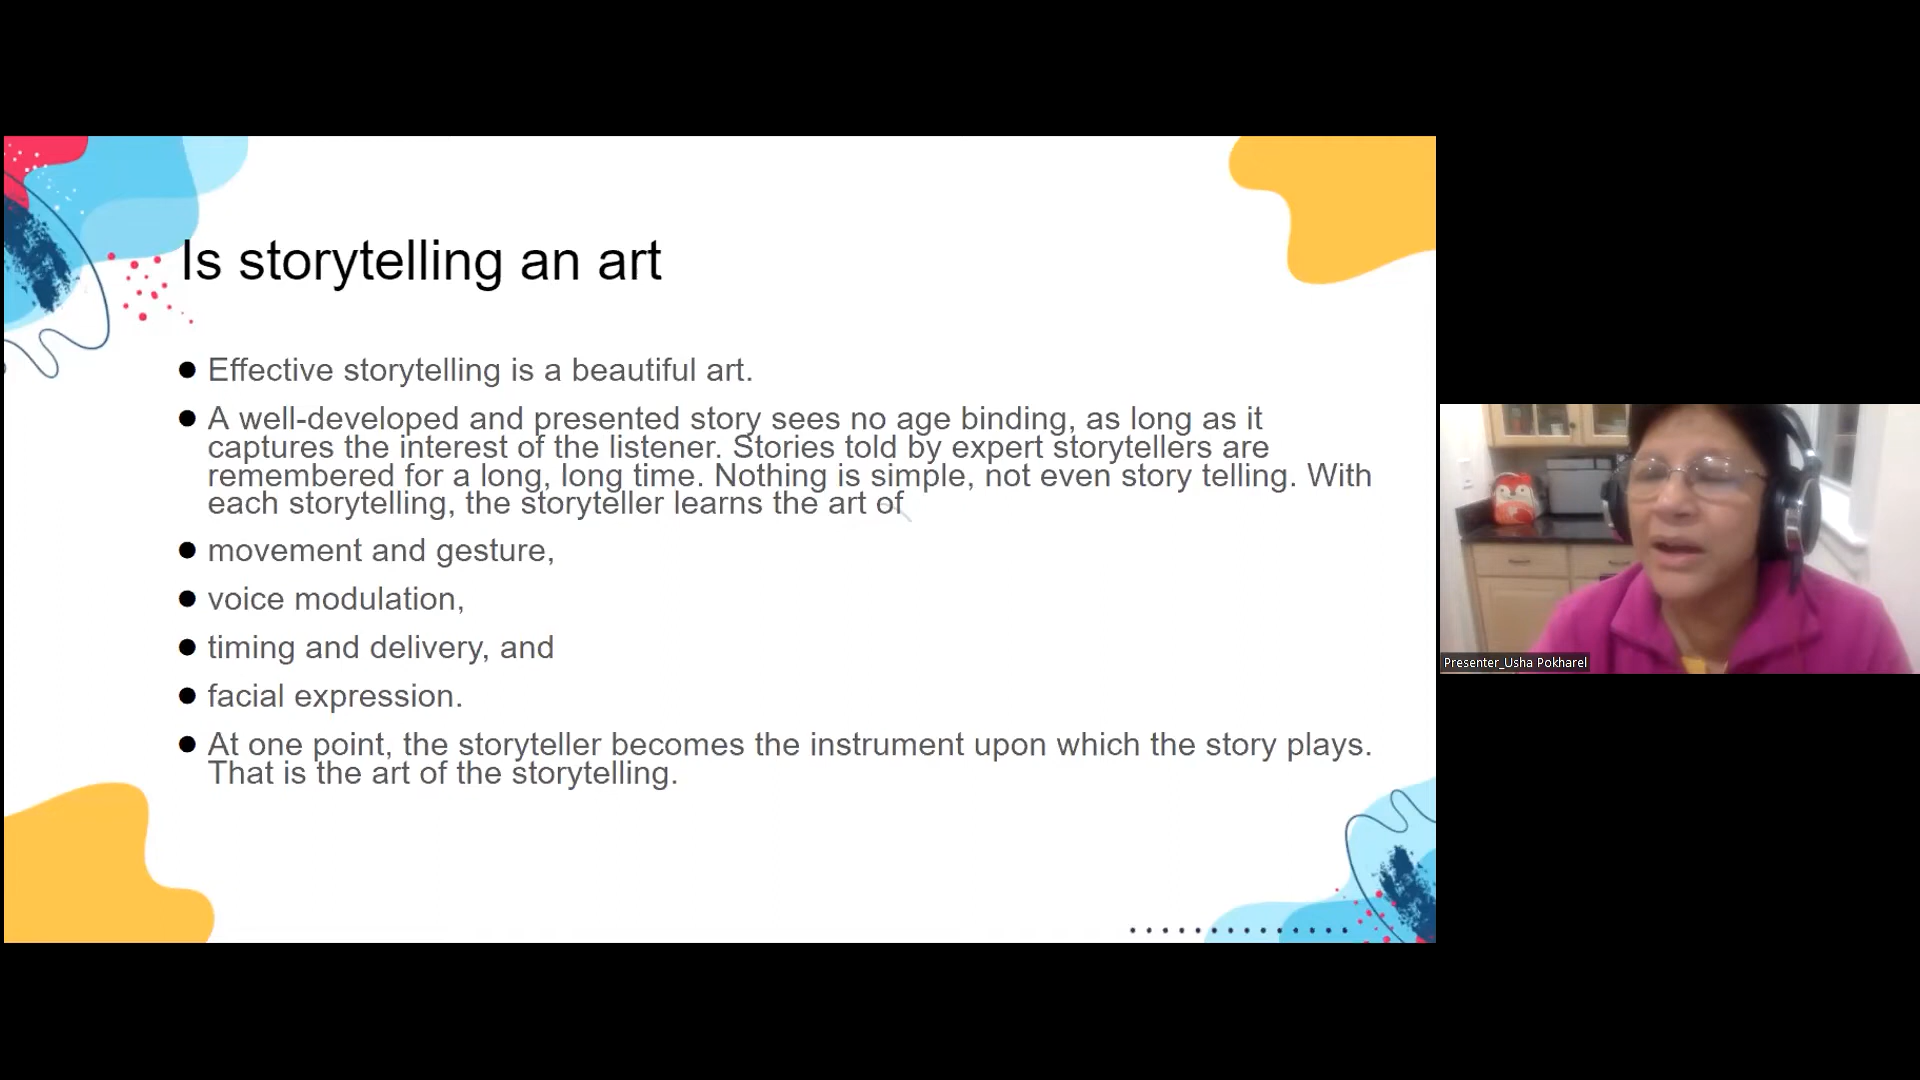 Is storytelling an art
Effective storytelling is a beautiful art.
A well-developed and presented story sees no age binding, as long as it
captures the interest of the listener. Stories told by expert storytellers are
remembered for a long, long time. Nothing is simple, not even story telling. With
each storytelling, the storyteller learns the art of
movement and gesture,
voice modulation,
timing and delivery, and
facial expression.
At one point, the storyteller becomes the instrument upon which the story plays.
That is the art of the storytelling.
Presenter_Usha Pokharel